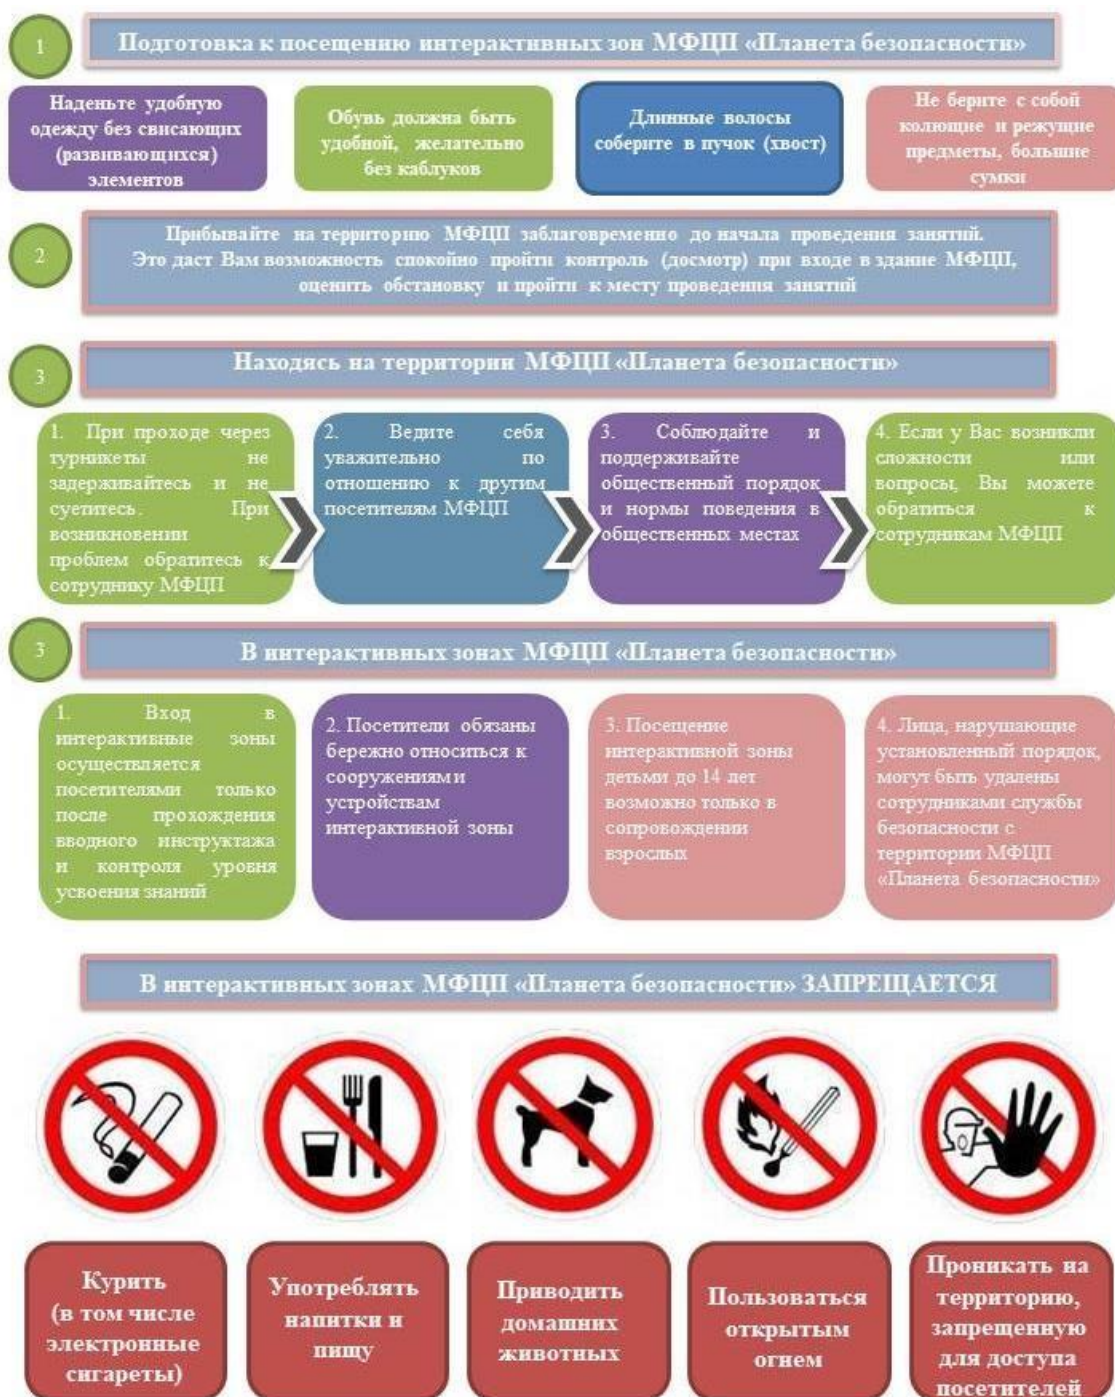 1
Подготовка к посещению интерактивных зон МФЦП «Планета безопасности»
Наденьте удобную
одежду без свисающих
(развивающихся)
элементов
Обувь должна быть
удобной, желательно
без каблуков
Длинные волосы
соберите в пучок (хвост)
Не берите с собой
колющие и режущие
предметы, большие
сумки
2
Прибывайте на территорию МФЦП заблаговременно до начала проведения занятий.
Это даст Вам возможность спокойно пройти контроль (досмотр) при входе в здание МФЦП,
оценить обстановку и пройти к месту проведения занятий
3
Находясь на территории МФЦП «Планета безопасности»
1. При проходе через
турникеты не
задерживайтесь и не
суетитесь. При
возникновении
проблем обратитесь к
сотруднику МФЦП
2. Ведите себя
уважительно по
отношению к другим
посетителям МФЦП
3. Соблюдайте и
поддерживайте
общественный порядок
и нормы поведения в
общественных местах
4. Если у Вас возникли
сложности или
вопросы, Вы можете
обратиться к
сотрудникам МФЦП
3
В интерактивных зонах МФЦП «Планета безопасности»
1. Вход в
интерактивные зоны
осуществляется
посетителями только
после прохождения
вводного инструктажа
и контроля уровня
усвоения знаний
2. Посетители обязаны
бережно относиться к
сооружениям и
устройствам
интерактивной зоны
3. Посещение
интерактивной зоны
детьми до 14 лет
возможно только в
сопровождении
взрослых
4. Лица, нарушающие
установленный порядок,
могут быть удалены
сотрудниками службы
безопасности с
территории МФЦП
«Планета безопасности»
В интерактивных зонах МФЦП «Планета безопасности» ЗАПРЕЩАЕТСЯ
Курить
(в том числе
электронные
сигареты)
Употреблять
напитки и
пищу
Приводить
домашних
животных
Пользоваться
открытым
огнем
Проникать на
территорию,
запрещенную
для доступа
посетителей